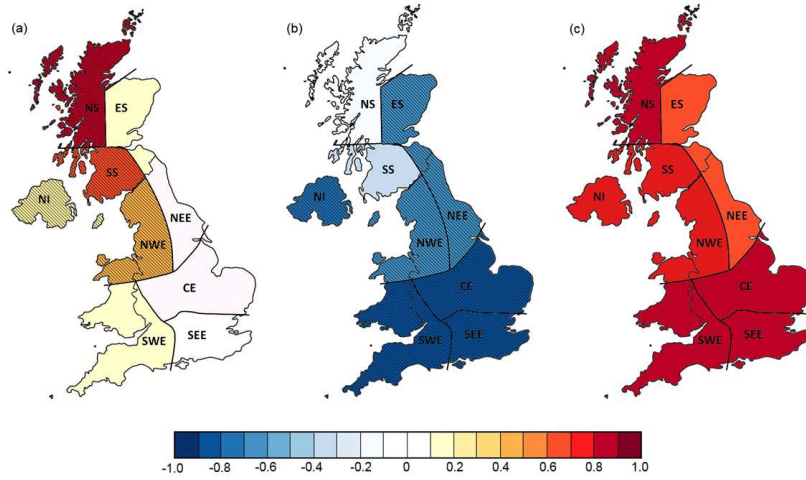 (a) (b) (c)
NS ES NS ES NS ES
SS SS SS
NI NI NI
NEE NEE NEE
NWE NWE NWE
CE CE CE
SWE SEE SWE SEE SWE SEE
-1.0 -0.8 -0.6 -0.4 -0.2 0 0.2 0.4 0.6 0.8 1.0